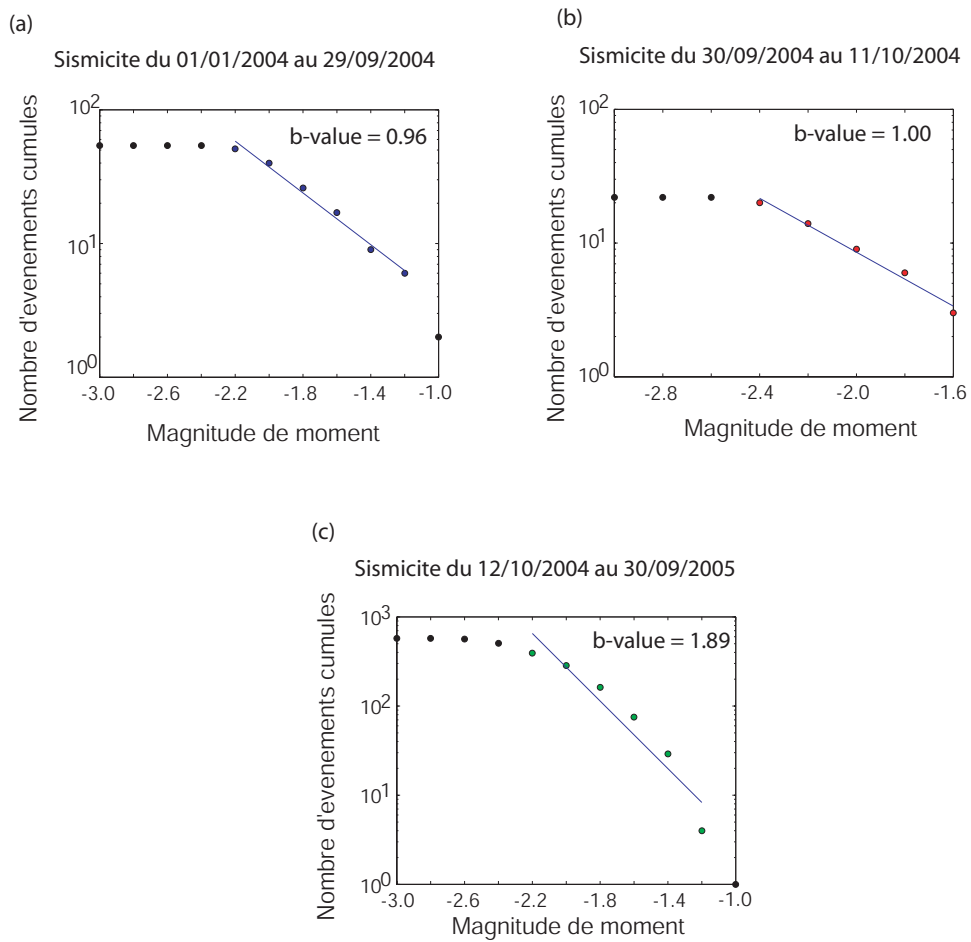 (a)
Sismicite du 01/01/2004 au 29/09/2004
Nombre d'evenements cumules
10^2
10^1
10^0
b-value = 0.96
-3.0 -2.6 -2.2 -1.8 -1.4 -1.0
Magnitude de moment
(b)
Sismicite du 30/09/2004 au 11/10/2004
Nombre d'evenements cumules
10^2
10^1
10^0
b-value = 1.00
-2.8 -2.4 -2.0 -1.6
Magnitude de moment
(c)
Sismicite du 12/10/2004 au 30/09/2005
Nombre d'evenements cumules
10^3
10^2
10^1
10^0
b-value = 1.89
-3.0 -2.6 -2.2 -1.8 -1.4 -1.0
Magnitude de moment